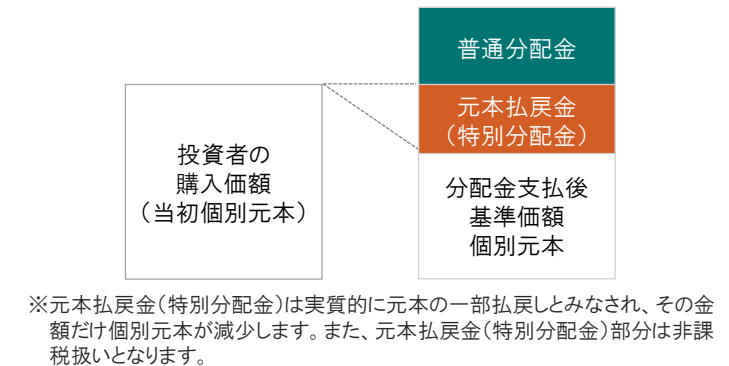 普通分配金
元本払戻金
（特別分配金）
投資者の
購入価額
（当初個別元本）
分配金支払後
基準価額
個別元本
※元本払戻金（特別分配金）は実質的に元本の一部払戻しとみなされ、その金
額だけ個別元本が減少します。また、元本払戻金（特別分配金）部分は非課
税扱いとなります。